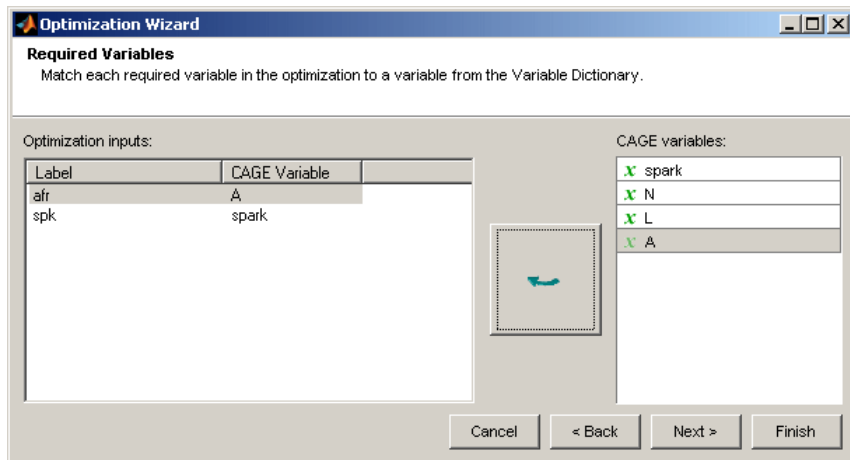 Optimization Wizard
Required Variables
Match each required variable in the optimization to a variable from the Variable Dictionary.
Optimization inputs:
Label CAGE Variable
afr A
spk spark
CAGE variables:
x spark
x N
x L
x A
Cancel < Back Next > Finish